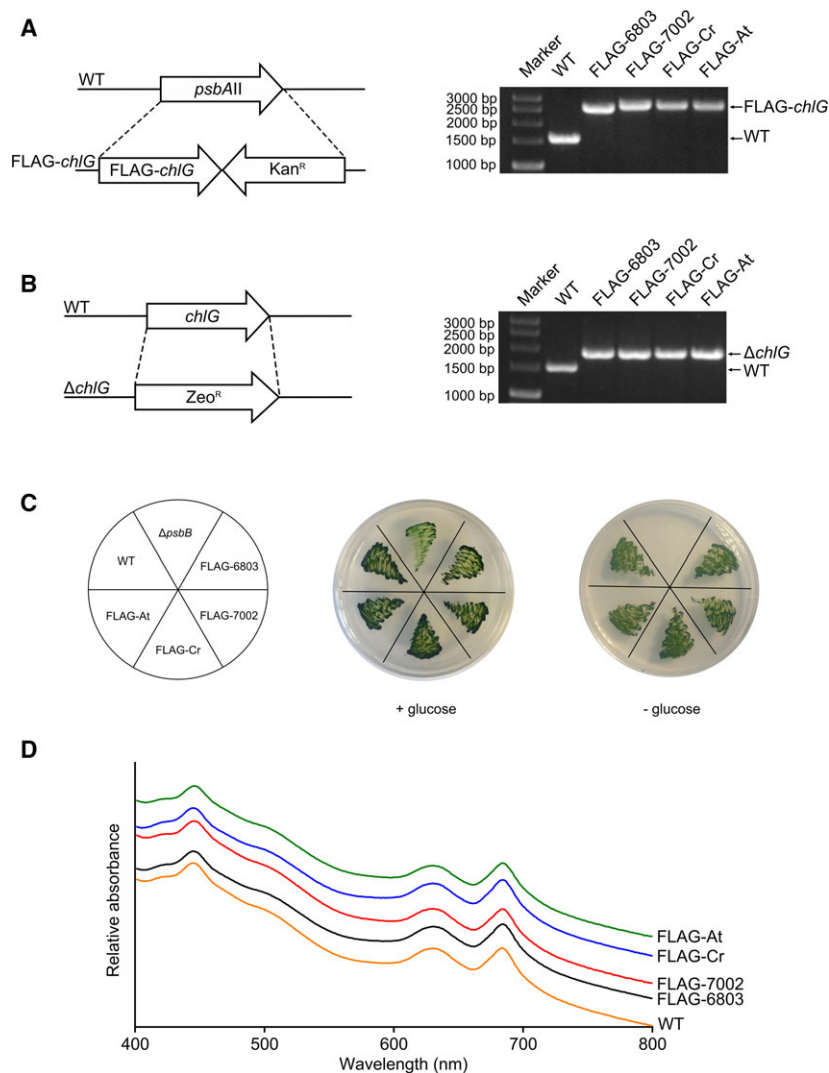 A
WT
psbAII
FLAG-chlG
FLAG-chlG
KanR
Marker
WT
FLAG-6803
FLAG-7002
FLAG-Cr
FLAG-At
3000 bp
2500 bp
2000 bp
1500 bp
1000 bp
FLAG-chlG
WT
B
WT
chlG
ΔchlG
ZeoR
Marker
WT
FLAG-6803
FLAG-7002
FLAG-Cr
FLAG-At
3000 bp
2500 bp
2000 bp
1500 bp
1000 bp
ΔchlG
WT
C
ΔpsbB
WT
FLAG-6803
FLAG-At
FLAG-7002
FLAG-Cr
+ glucose
- glucose
D
Relative absorbance
FLAG-At
FLAG-Cr
FLAG-7002
FLAG-6803
WT
400 500 600 700 800
Wavelength (nm)